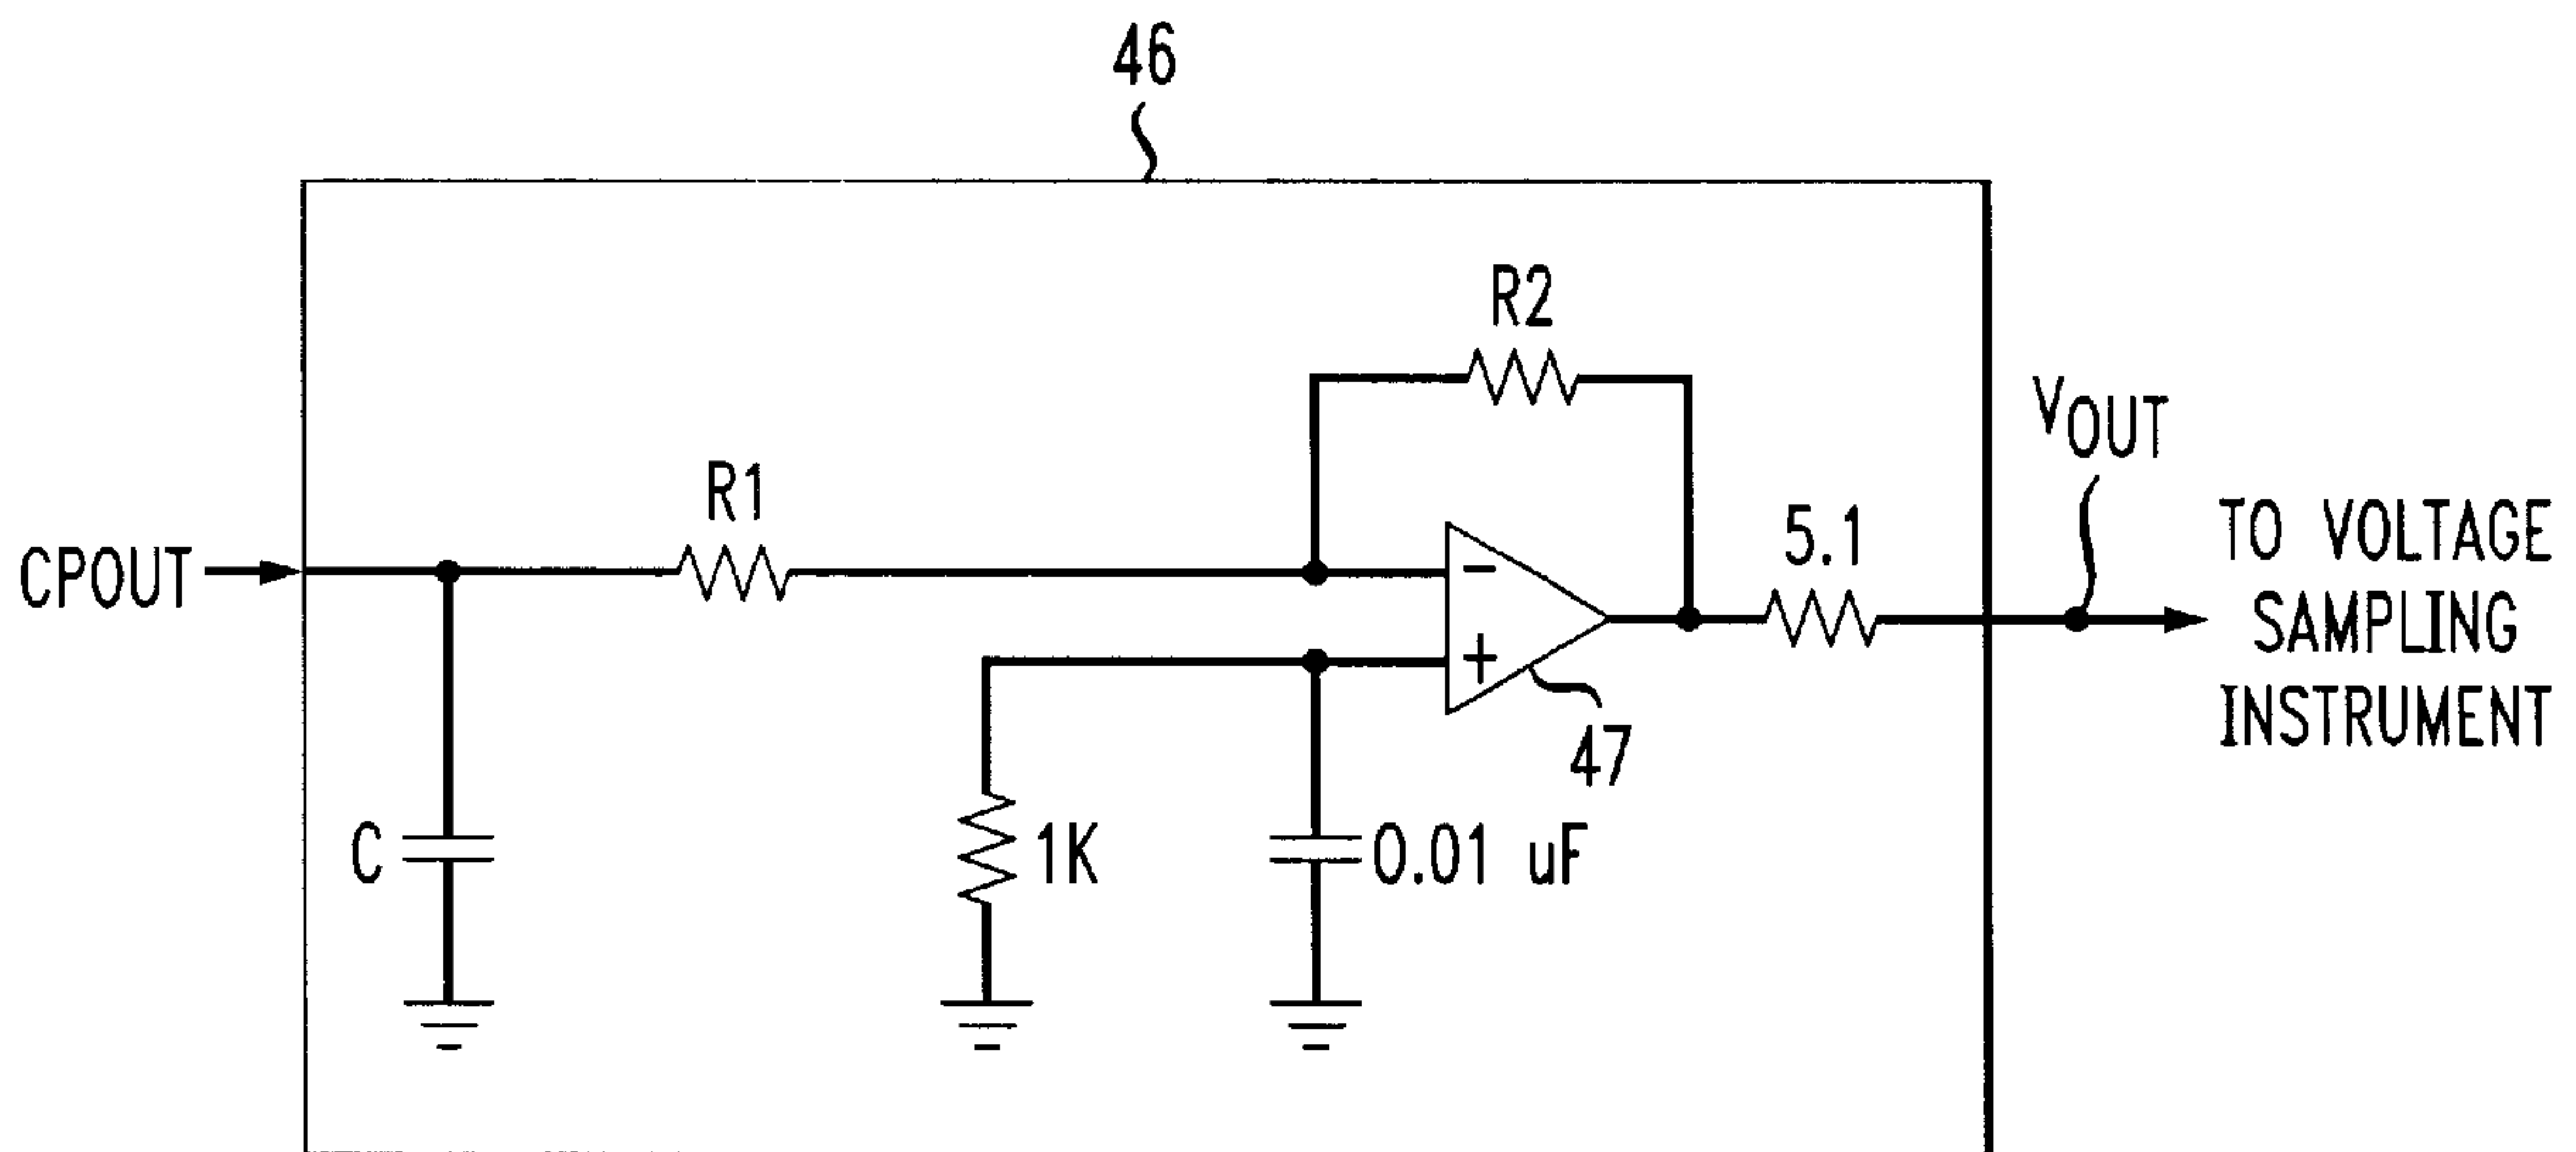 46
R2
VOUT
R1
5.1
CPOUT
TO VOLTAGE
SAMPLING
INSTRUMENT
-
+
47
C
1K
0.01 uF